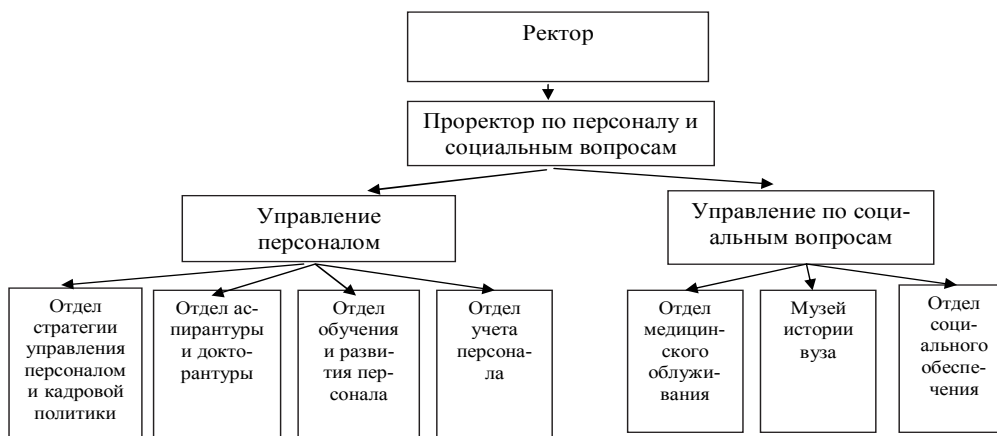 Ректор
Проректор по персоналу и
социальным вопросам
Управление
персоналом
Управление по соци-
альным вопросам
Отдел
стратегии
управления
персоналом
и кадровой
политики
Отдел ас-
пирантуры
и докто-
рантуры
Отдел
обучения
и разви-
тия пер-
сонала
Отдел
учета
персона-
ла
Отдел
медицин-
ского
облужи-
вания
Музей
истории
вуза
Отдел
соци-
ального
обеспе-
чения